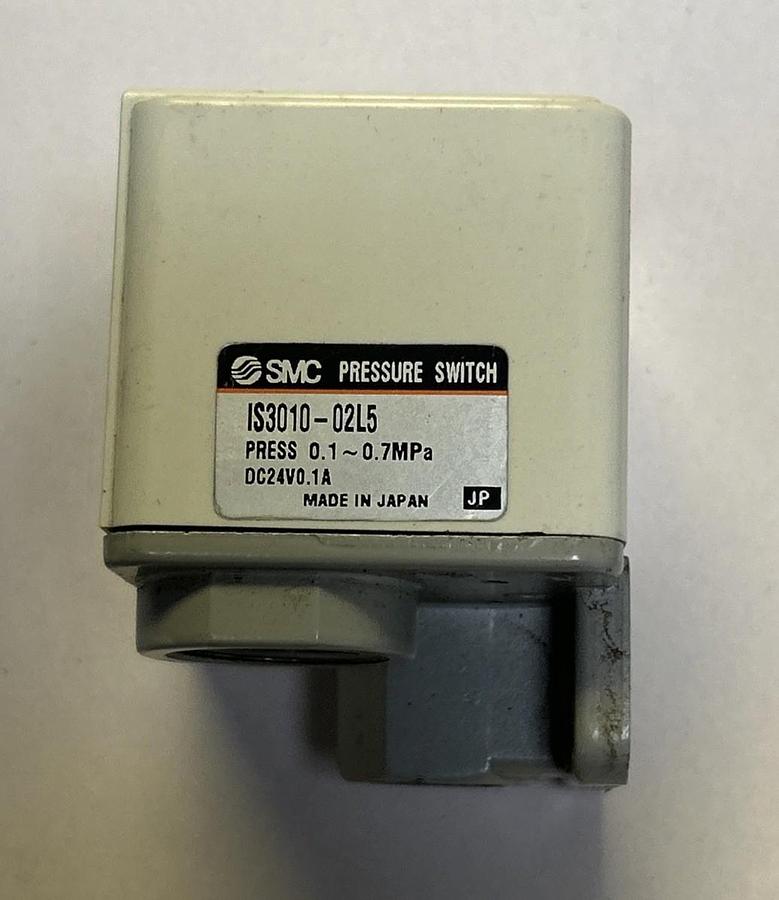 SMC PRESSURE SWITCH
IS3010-02L5
PRESS 0.1~0.7MPa
DC24V0.1A
MADE IN JAPAN JP